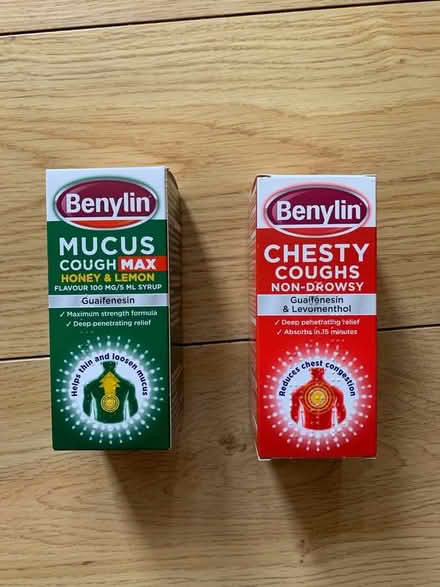 Benylin
MUCUS
COUGH MAX
HONEY & LEMON
FLAVOUR 100 MG/5 ML SYRUP
Guaifenesin
✓ Maximum strength formula
✓ Deep penetrating relief
Helps thin and loosen mucus
Benylin
CHESTY
COUGHS
NON-DROWSY
Guaifenesin
& Levomenthol
✓ Deep penetrating relief
✓ Absorbs in 15 minutes
Reduces chest congestion